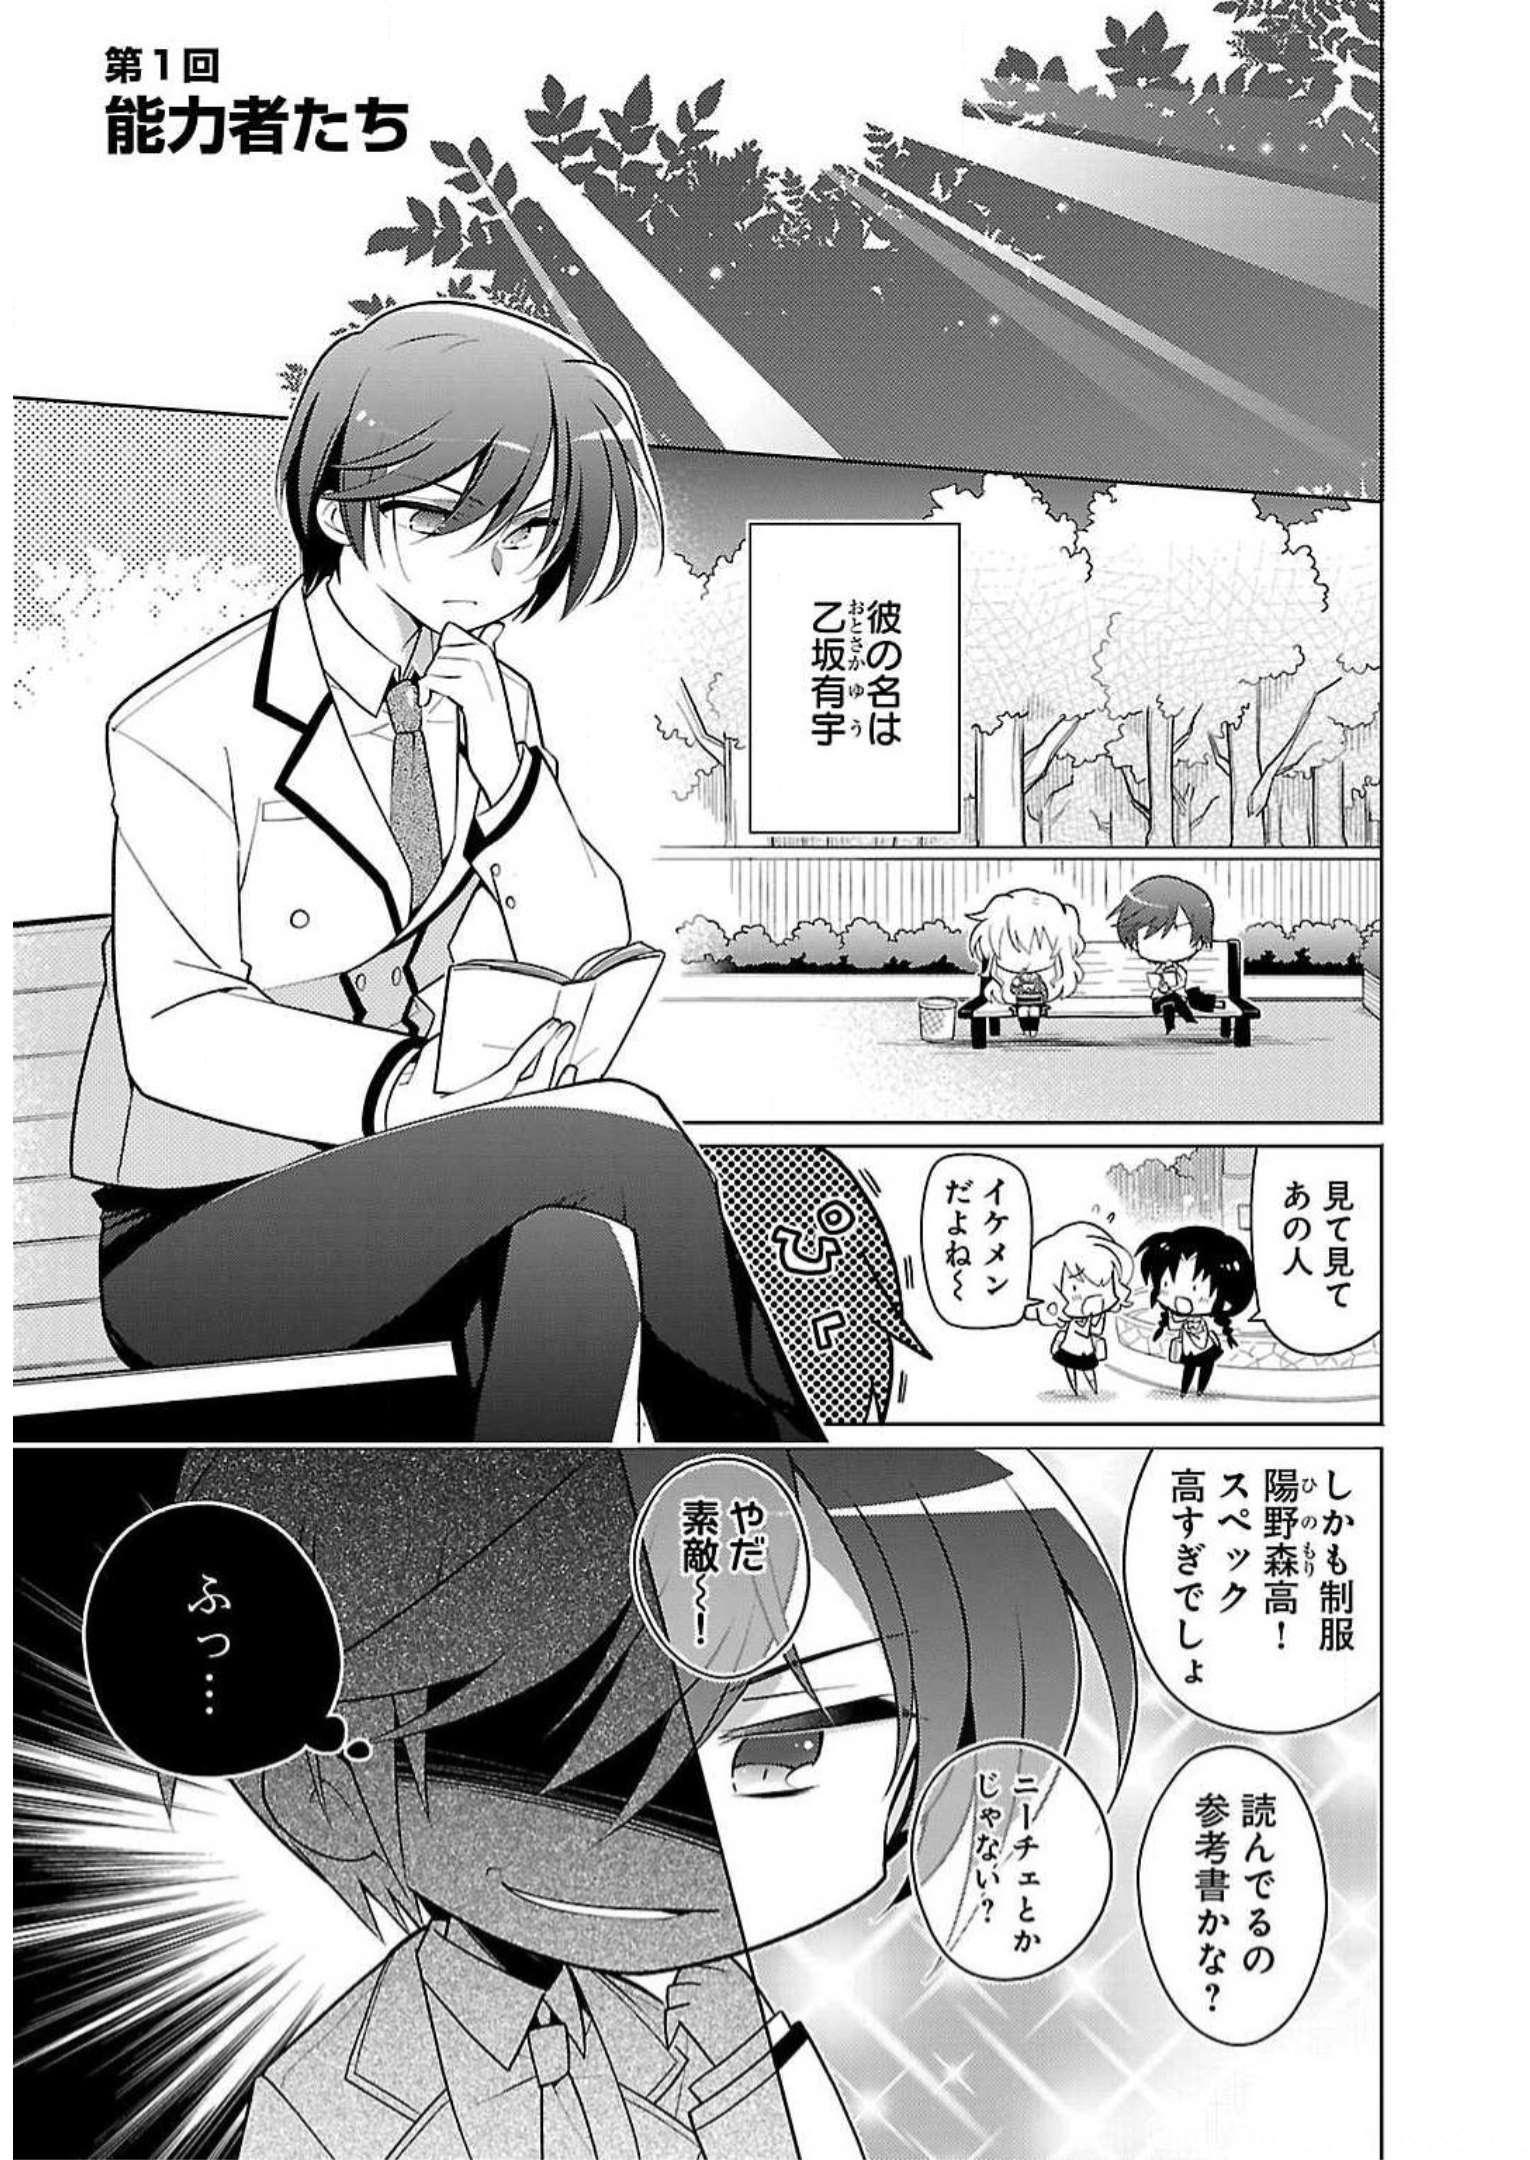 第1回
能力者たち
彼の名は
乙坂有宇
おとさかゆう
見て見て
あの人
イケメン
だよね～
ぴくっ
しかも制服
陽野森高！
ひのもり
スペック
高すぎでしょ
やだ
素敵～！
読んでるの
参考書かな？
ニーチェとか
じゃない？
ふっ…